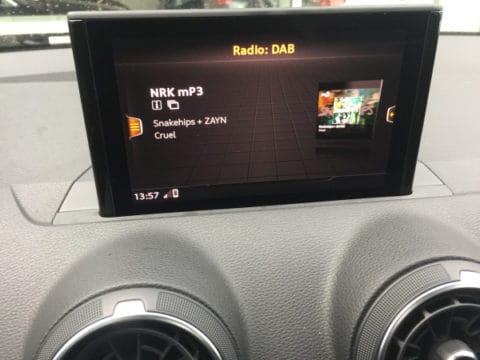 Radio: DAB
NRK mP3
Snakehips + ZAYN
Cruel
13:57